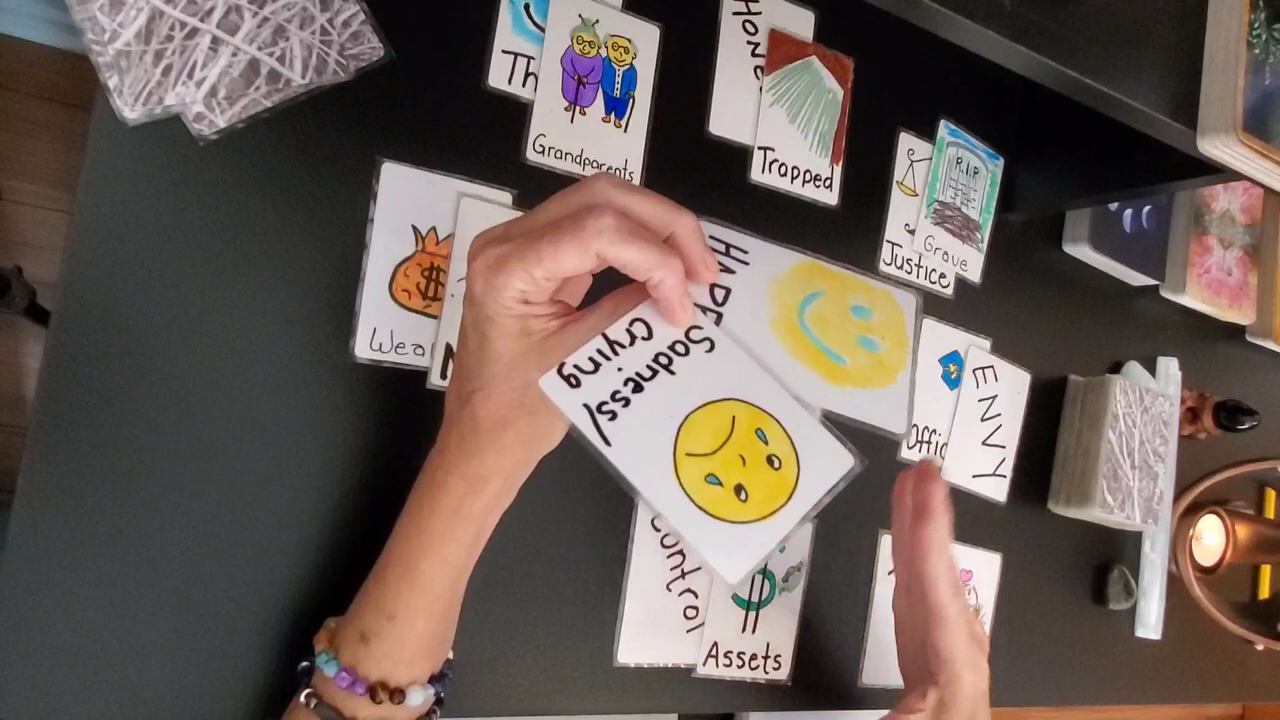 Grandparents
Trapped
R.I.P
Grave
Justice
Sadness/
Crying
ENVY
Control
Assets